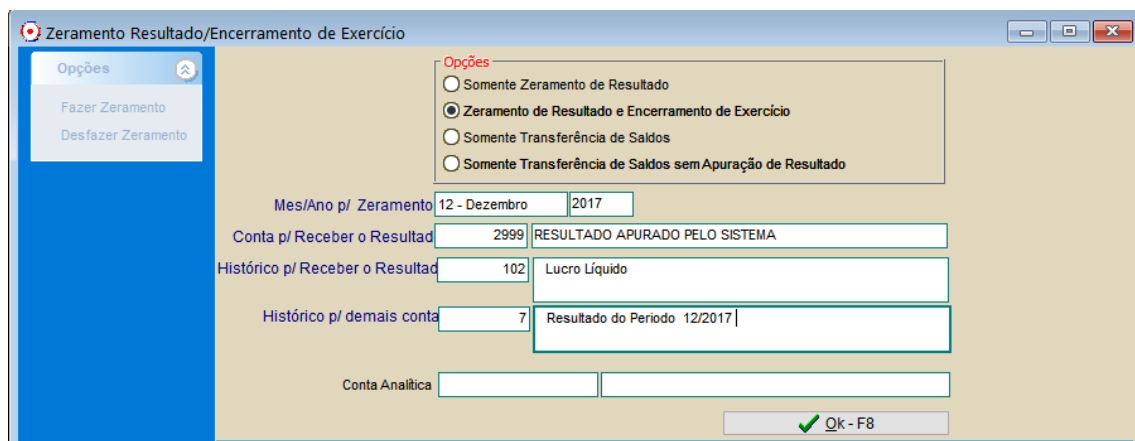 Zeramento Resultado/Encerramento de Exercício
Opções
Fazer Zeramento
Desfazer Zeramento
Opções
Somente Zeramento de Resultado
Zeramento de Resultado e Encerramento de Exercício
Somente Transferência de Saldos
Somente Transferência de Saldos sem Apuração de Resultado
Mes/Ano p/ Zeramento 12 - Dezembro 2017
Conta p/ Receber o Resultad 2999 RESULTADO APURADO PELO SISTEMA
Histórico p/ Receber o Resultad 102 Lucro Líquido
Histórico p/ demais conta 7 Resultado do Periodo 12/2017
Conta Analítica
Ok - F8